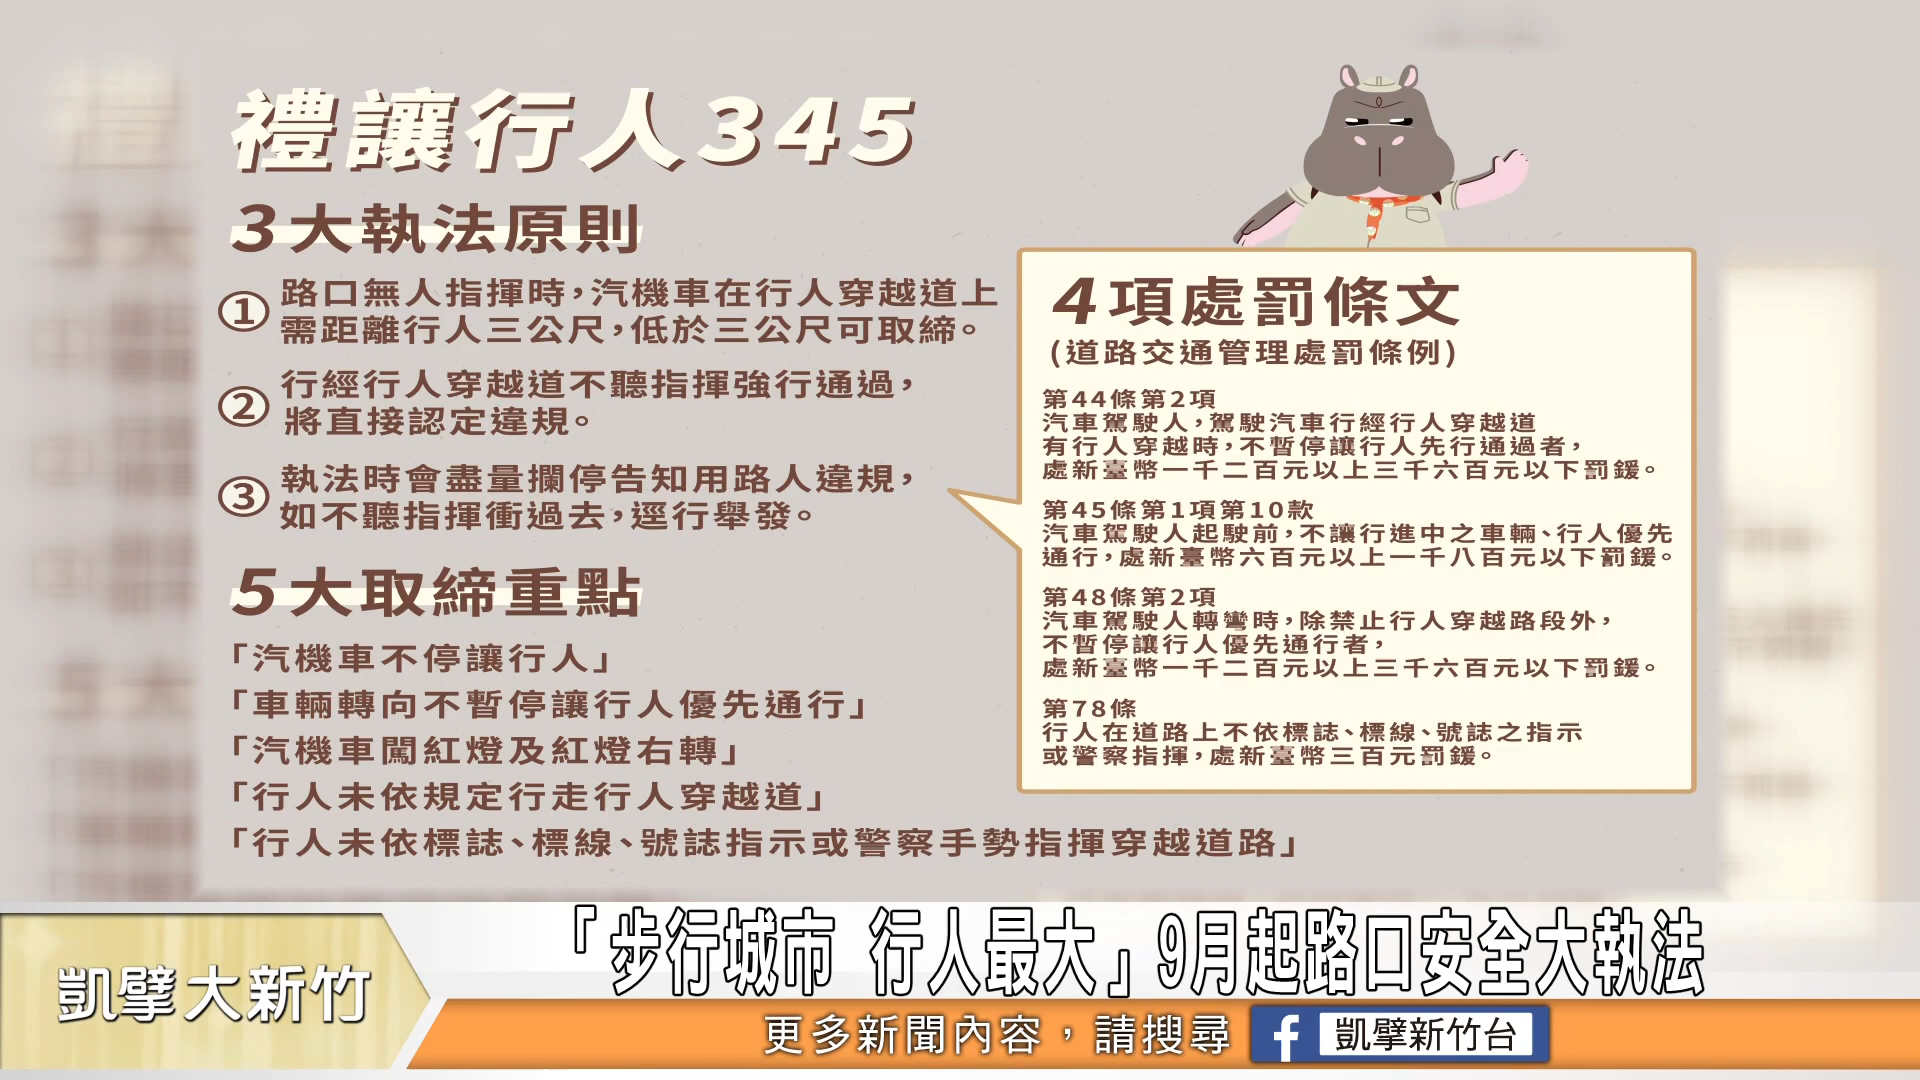 禮讓行人345
3大執法原則
① 路口無人指揮時，汽機車在行人穿越道上
需距離行人三公尺，低於三公尺可取締。
② 行經行人穿越道不聽指揮強行通過，
將直接認定違規。
③ 執法時會盡量攔停告知用路人違規，
如不聽指揮衝過去，逕行舉發。
5大取締重點
「汽機車不停讓行人」
「車輛轉向不暫停讓行人優先通行」
「汽機車闖紅燈及紅燈右轉」
「行人未依規定行走行人穿越道」
「行人未依標誌、標線、號誌指示或警察手勢指揮穿越道路」
4項處罰條文
(道路交通管理處罰條例)
第44條第2項
汽車駕駛人，駕駛汽車行經行人穿越道
有行人穿越時，不暫停讓行人先行通過者，
處新臺幣一千二百元以上三千六百元以下罰鍰。
第45條第1項第10款
汽車駕駛人起駛前，不讓行進中之車輛、行人優先
通行，處新臺幣六百元以上一千八百元以下罰鍰。
第48條第2項
汽車駕駛人轉彎時，除禁止行人穿越路段外，
不暫停讓行人優先通行者，
處新臺幣一千二百元以上三千六百元以下罰鍰。
第78條
行人在道路上不依標誌、標線、號誌之指示
或警察指揮，處新臺幣三百元罰鍰。
「步行城市 行人最大」9月起路口安全大執法
凱擘大新竹
更多新聞內容，請搜尋 f 凱擘新竹台